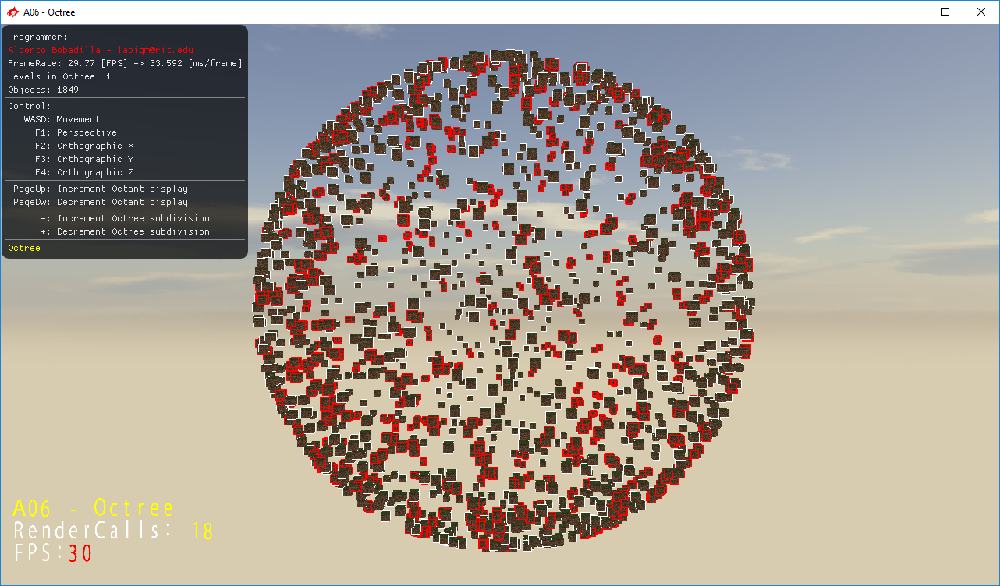 A06 - Octree
Programmer:
Alberto Bobadilla - labigm@rit.edu
FrameRate: 29.77 [FPS] -> 33.592 [ms/frame]
Levels in Octree: 1
Objects: 1849
Control:
WASD: Movement
F1: Perspective
F2: Orthographic X
F3: Orthographic Y
F4: Orthographic Z
PageUp: Increment Octant display
PageDw: Decrement Octant display
-: Increment Octree subdivision
+: Decrement Octree subdivision
Octree
A06 - Octree
RenderCalls: 18
FPS:30